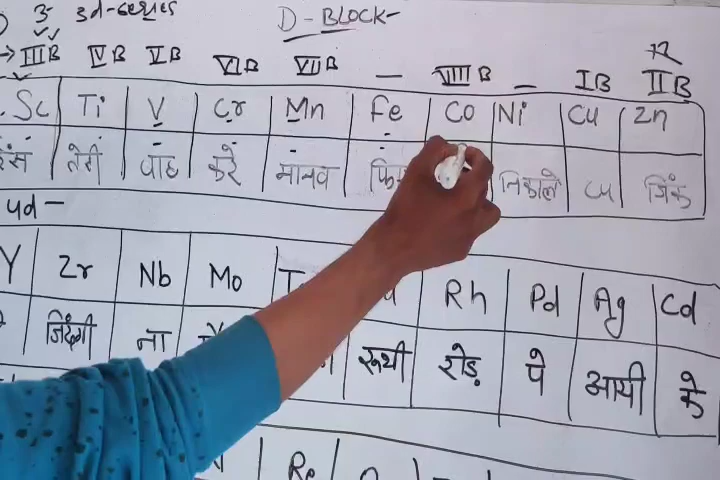 3- 3d-series D-BLOCK-
→IIIB IVB VB VIB VIIB — VIIIB — IB IIB
Sc Ti V Cr Mn Fe Co Ni Cu Zn
तेरी चाह करें मानव निकाले Cu जिंक
4d-
Y Zr Nb Mo Rh Pd Ag Cd
जिंदगी ना रूथी रोड़ पे आयी के
Re